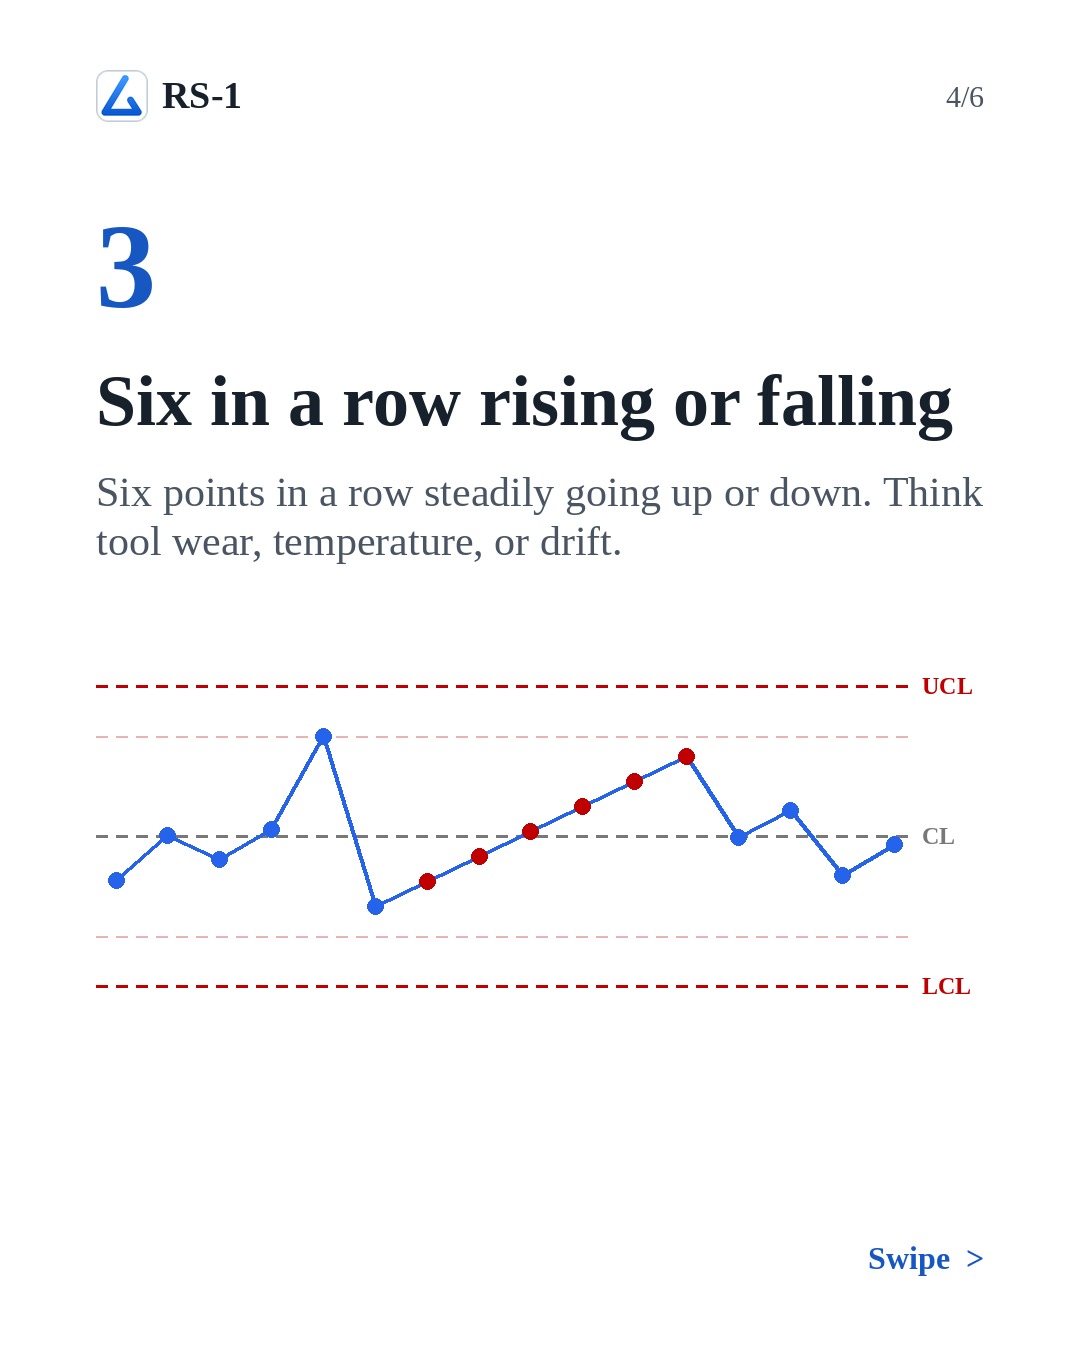 RS-1
4/6
3
Six in a row rising or falling
Six points in a row steadily going up or down. Think
tool wear, temperature, or drift.
UCL
CL
LCL
Swipe >